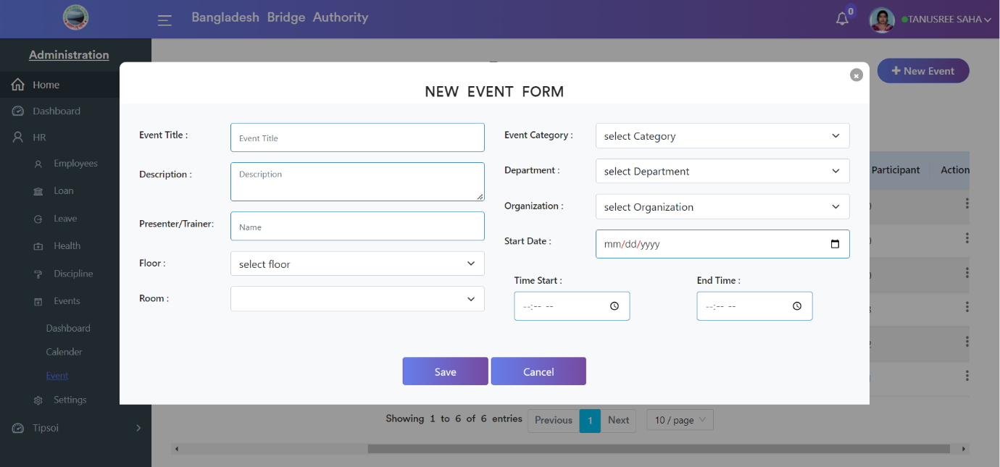 Bangladesh Bridge Authority
0
TANUSREE SAHA
Administration
Home
Dashboard
HR
Employees
Loan
Leave
Health
Discipline
Events
Dashboard
Calender
Event
Settings
Tipsoi
+ New Event
NEW EVENT FORM
Event Title :
Event Title
Description :
Description
Presenter/Trainer:
Name
Floor :
select floor
Room :
Event Category :
select Category
Department :
select Department
Organization :
select Organization
Start Date :
mm/dd/yyyy
Time Start :
--:-- --
End Time :
--:-- --
Save
Cancel
Participant Action
Showing 1 to 6 of 6 entries Previous 1 Next 10 / page